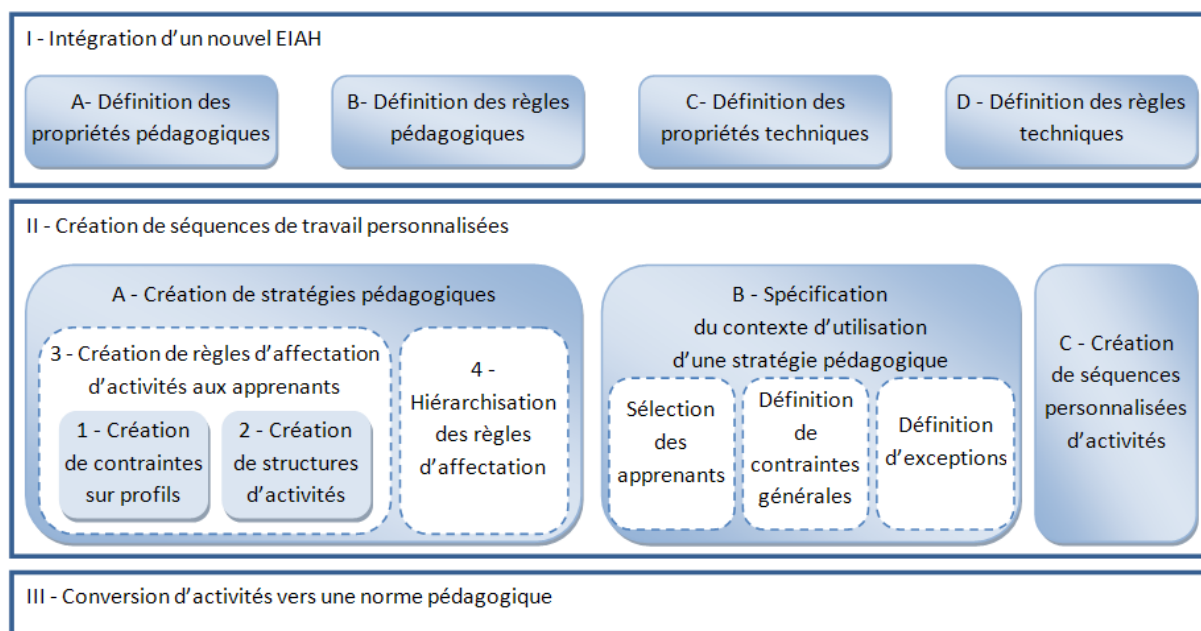 I - Intégration d'un nouvel EIAH
A- Définition des
propriétés pédagogiques
B- Définition des règles
pédagogiques
C- Définition des
propriétés techniques
D - Définition des règles
techniques
II - Création de séquences de travail personnalisées
A - Création de stratégies pédagogiques
3 - Création de règles d'affectation
d'activités aux apprenants
1 - Création
de contraintes
sur profils
2 - Création
de structures
d'activités
4 -
Hiérarchisation
des règles
d'affectation
B - Spécification
du contexte d'utilisation
d'une stratégie pédagogique
Sélection
des
apprenants
Définition
de
contraintes
générales
Définition
d'exceptions
C - Création
de séquences
personnalisées
d'activités
III - Conversion d'activités vers une norme pédagogique